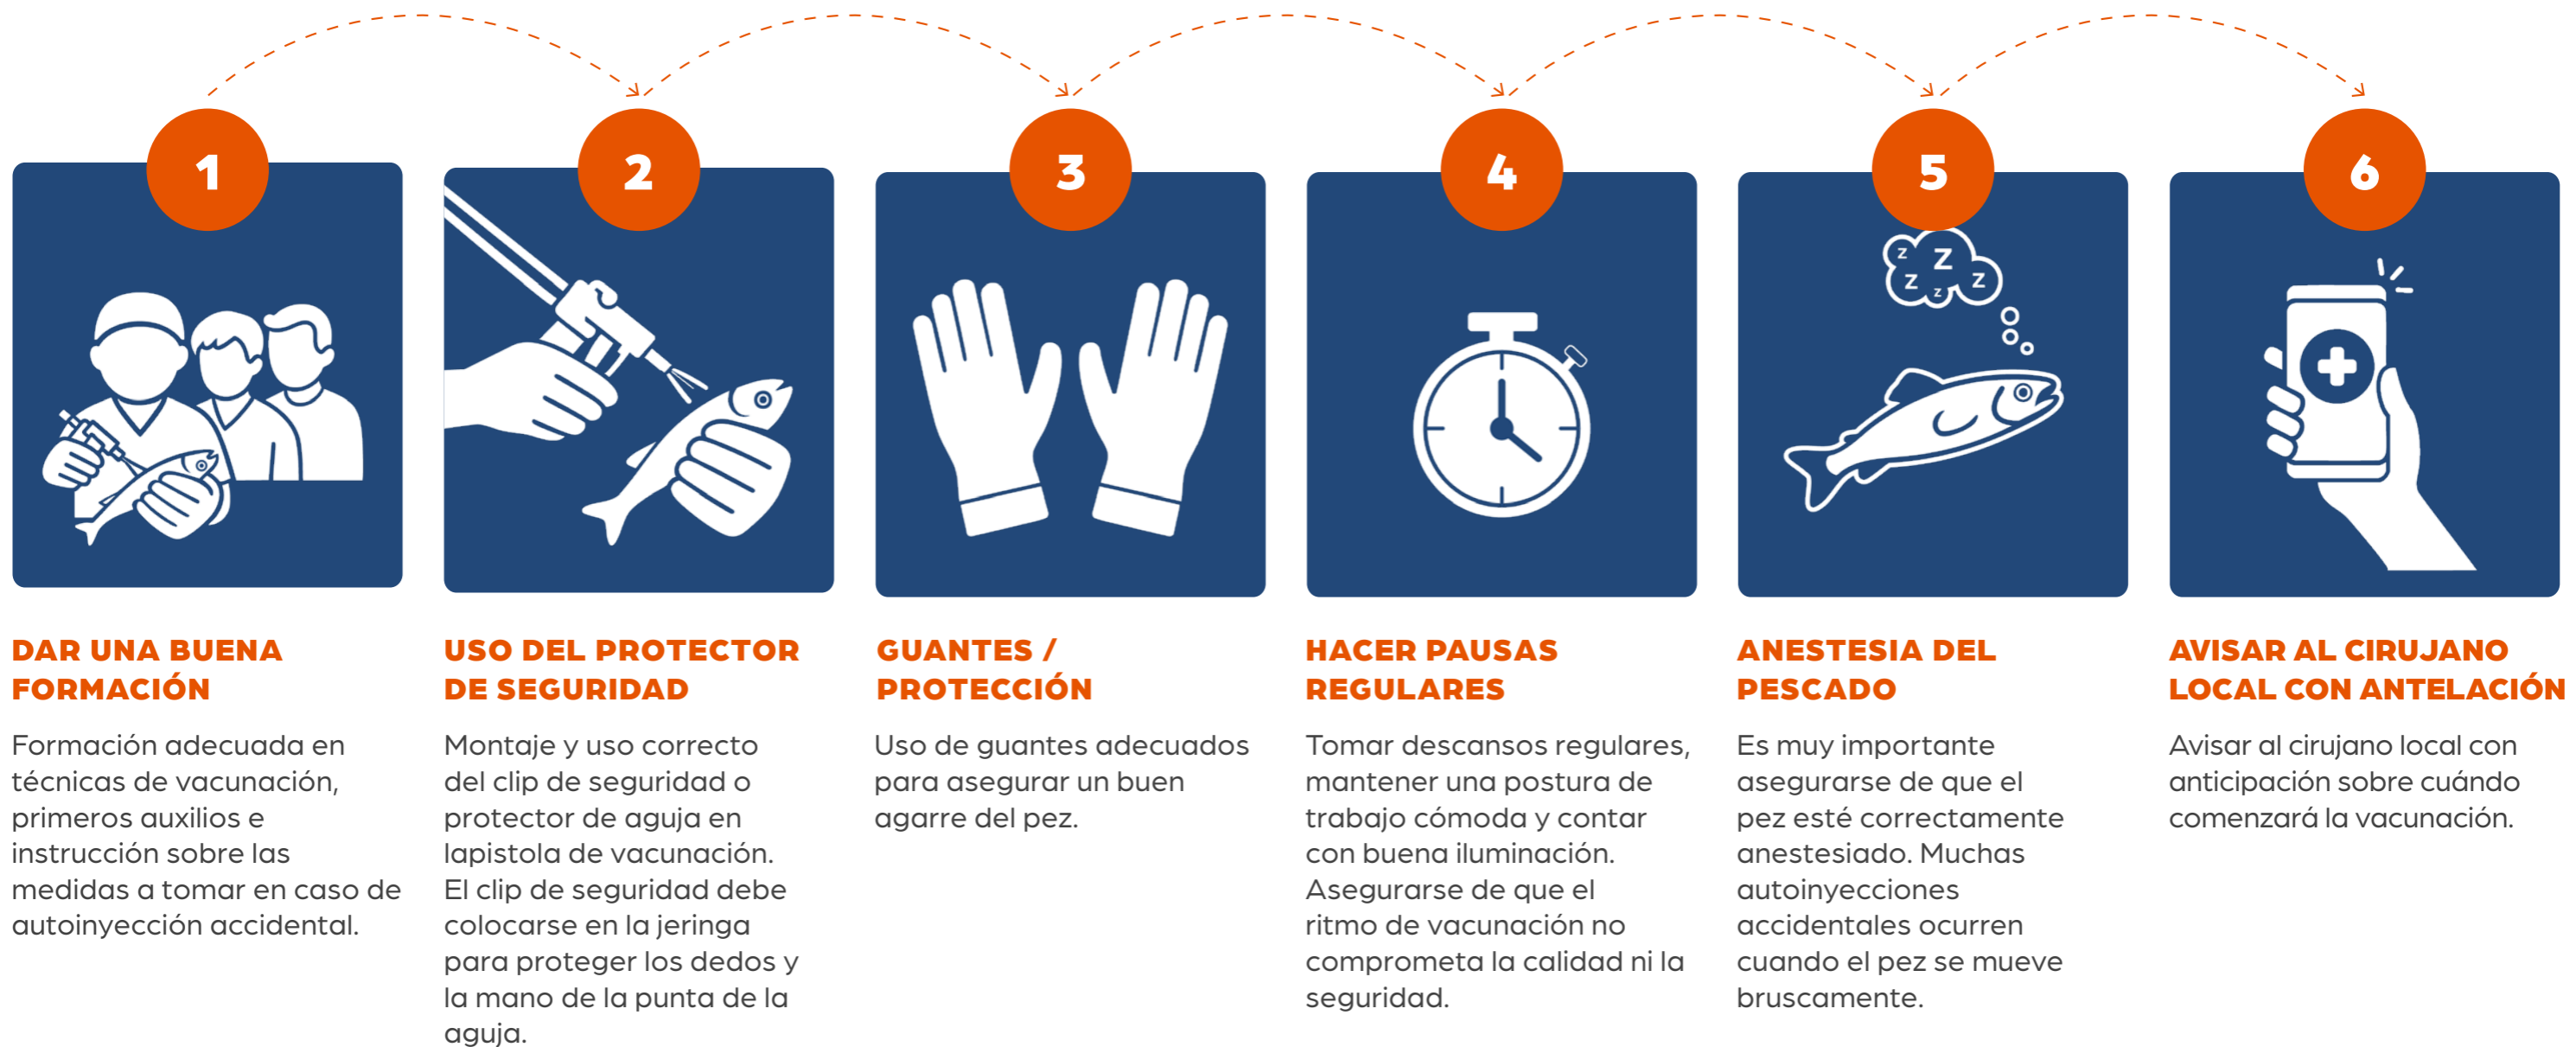 1
DAR UNA BUENA
FORMACIÓN
Formación adecuada en
técnicas de vacunación,
primeros auxilios e
instrucción sobre las
medidas a tomar en caso de
autoinyección accidental.
2
USO DEL PROTECTOR
DE SEGURIDAD
Montaje y uso correcto
del clip de seguridad o
protector de aguja en
lapistola de vacunación.
El clip de seguridad debe
colocarse en la jeringa
para proteger los dedos y
la mano de la punta de la
aguja.
3
GUANTES /
PROTECCIÓN
Uso de guantes adecuados
para asegurar un buen
agarre del pez.
4
HACER PAUSAS
REGULARES
Tomar descansos regulares,
mantener una postura de
trabajo cómoda y contar
con buena iluminación.
Asegurarse de que el
ritmo de vacunación no
comprometa la calidad ni la
seguridad.
5
z Z
z z z
ANESTESIA DEL
PESCADO
Es muy importante
asegurarse de que el
pez esté correctamente
anestesiado. Muchas
autoinyecciones
accidentales ocurren
cuando el pez se mueve
bruscamente.
6
AVISAR AL CIRUJANO
LOCAL CON ANTELACIÓN
Avisar al cirujano local con
anticipación sobre cuándo
comenzará la vacunación.